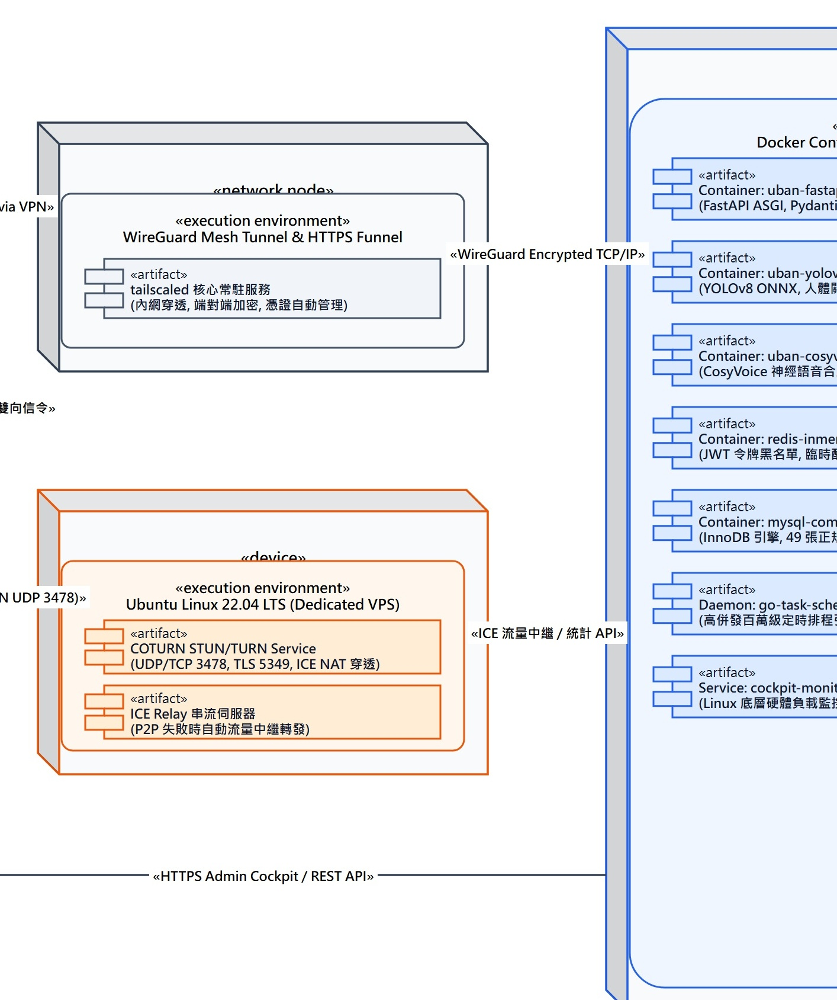 via VPN»
«network node»
«execution environment»
WireGuard Mesh Tunnel & HTTPS Funnel
«artifact»
tailscaled 核心常駐服務
(內網穿透, 端對端加密, 憑證自動管理)
«WireGuard Encrypted TCP/IP»
雙向信令»
«device»
N UDP 3478)»
«execution environment»
Ubuntu Linux 22.04 LTS (Dedicated VPS)
«artifact»
COTURN STUN/TURN Service
(UDP/TCP 3478, TLS 5349, ICE NAT 穿透)
«artifact»
ICE Relay 串流伺服器
(P2P 失敗時自動流量中繼轉發)
«ICE 流量中繼 / 統計 API»
«HTTPS Admin Cockpit / REST API»
«
Docker Con
«artifact»
Container: uban-fasta
(FastAPI ASGI, Pydanti
«artifact»
Container: uban-yolov
(YOLOv8 ONNX, 人體
«artifact»
Container: uban-cosyv
(CosyVoice 神經語音合
«artifact»
Container: redis-inme
(JWT 令牌黑名單, 臨時
«artifact»
Container: mysql-com
(InnoDB 引擎, 49 張正
«artifact»
Daemon: go-task-sche
(高併發百萬級定時排程
«artifact»
Service: cockpit-monit
(Linux 底層硬體負載監